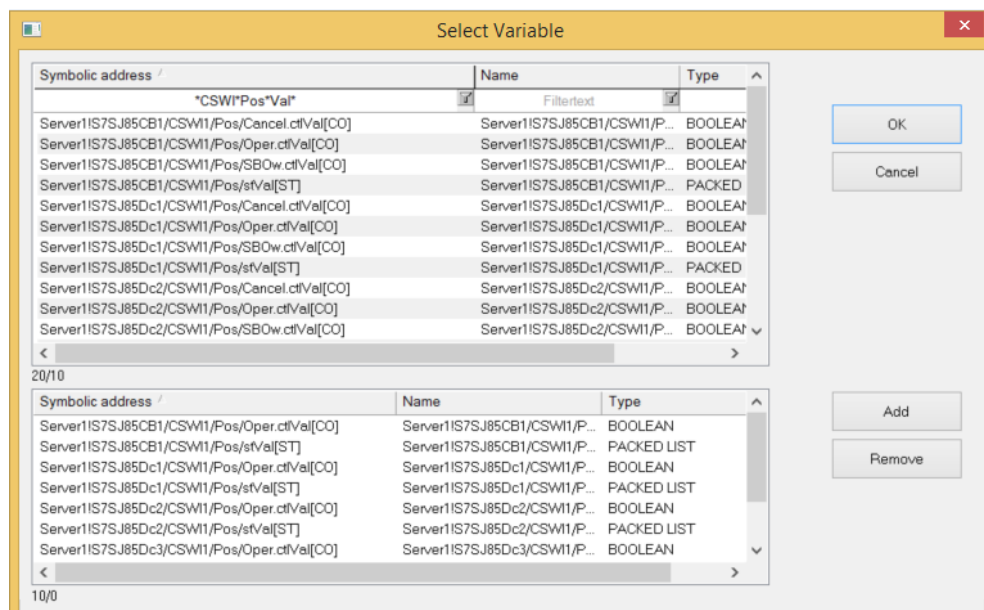 Select Variable
Symbolic address Name Type
*CSWI*Pos*Val* Filtertext
Server1!S7SJ85CB1/CSWI1/Pos/Cancel.ctlVal[CO] Server1!S7SJ85CB1/CSWI1/P... BOOLEAN
Server1!S7SJ85CB1/CSWI1/Pos/Oper.ctlVal[CO] Server1!S7SJ85CB1/CSWI1/P... BOOLEAN
Server1!S7SJ85CB1/CSWI1/Pos/SBOw.ctlVal[CO] Server1!S7SJ85CB1/CSWI1/P... BOOLEAN
Server1!S7SJ85CB1/CSWI1/Pos/stVal[ST] Server1!S7SJ85CB1/CSWI1/P... PACKED
Server1!S7SJ85Dc1/CSWI1/Pos/Cancel.ctlVal[CO] Server1!S7SJ85Dc1/CSWI1/P... BOOLEAN
Server1!S7SJ85Dc1/CSWI1/Pos/Oper.ctlVal[CO] Server1!S7SJ85Dc1/CSWI1/P... BOOLEAN
Server1!S7SJ85Dc1/CSWI1/Pos/SBOw.ctlVal[CO] Server1!S7SJ85Dc1/CSWI1/P... BOOLEAN
Server1!S7SJ85Dc1/CSWI1/Pos/stVal[ST] Server1!S7SJ85Dc1/CSWI1/P... PACKED
Server1!S7SJ85Dc2/CSWI1/Pos/Cancel.ctlVal[CO] Server1!S7SJ85Dc2/CSWI1/P... BOOLEAN
Server1!S7SJ85Dc2/CSWI1/Pos/Oper.ctlVal[CO] Server1!S7SJ85Dc2/CSWI1/P... BOOLEAN
Server1!S7SJ85Dc2/CSWI1/Pos/SBOw.ctlVal[CO] Server1!S7SJ85Dc2/CSWI1/P... BOOLEAN
20/10
OK
Cancel
Symbolic address Name Type
Server1!S7SJ85CB1/CSWI1/Pos/Oper.ctlVal[CO] Server1!S7SJ85CB1/CSWI1/P... BOOLEAN
Server1!S7SJ85CB1/CSWI1/Pos/stVal[ST] Server1!S7SJ85CB1/CSWI1/P... PACKED LIST
Server1!S7SJ85Dc1/CSWI1/Pos/Oper.ctlVal[CO] Server1!S7SJ85Dc1/CSWI1/P... BOOLEAN
Server1!S7SJ85Dc1/CSWI1/Pos/stVal[ST] Server1!S7SJ85Dc1/CSWI1/P... PACKED LIST
Server1!S7SJ85Dc2/CSWI1/Pos/Oper.ctlVal[CO] Server1!S7SJ85Dc2/CSWI1/P... BOOLEAN
Server1!S7SJ85Dc2/CSWI1/Pos/stVal[ST] Server1!S7SJ85Dc2/CSWI1/P... PACKED LIST
Server1!S7SJ85Dc3/CSWI1/Pos/Oper.ctlVal[CO] Server1!S7SJ85Dc3/CSWI1/P... BOOLEAN
10/0
Add
Remove